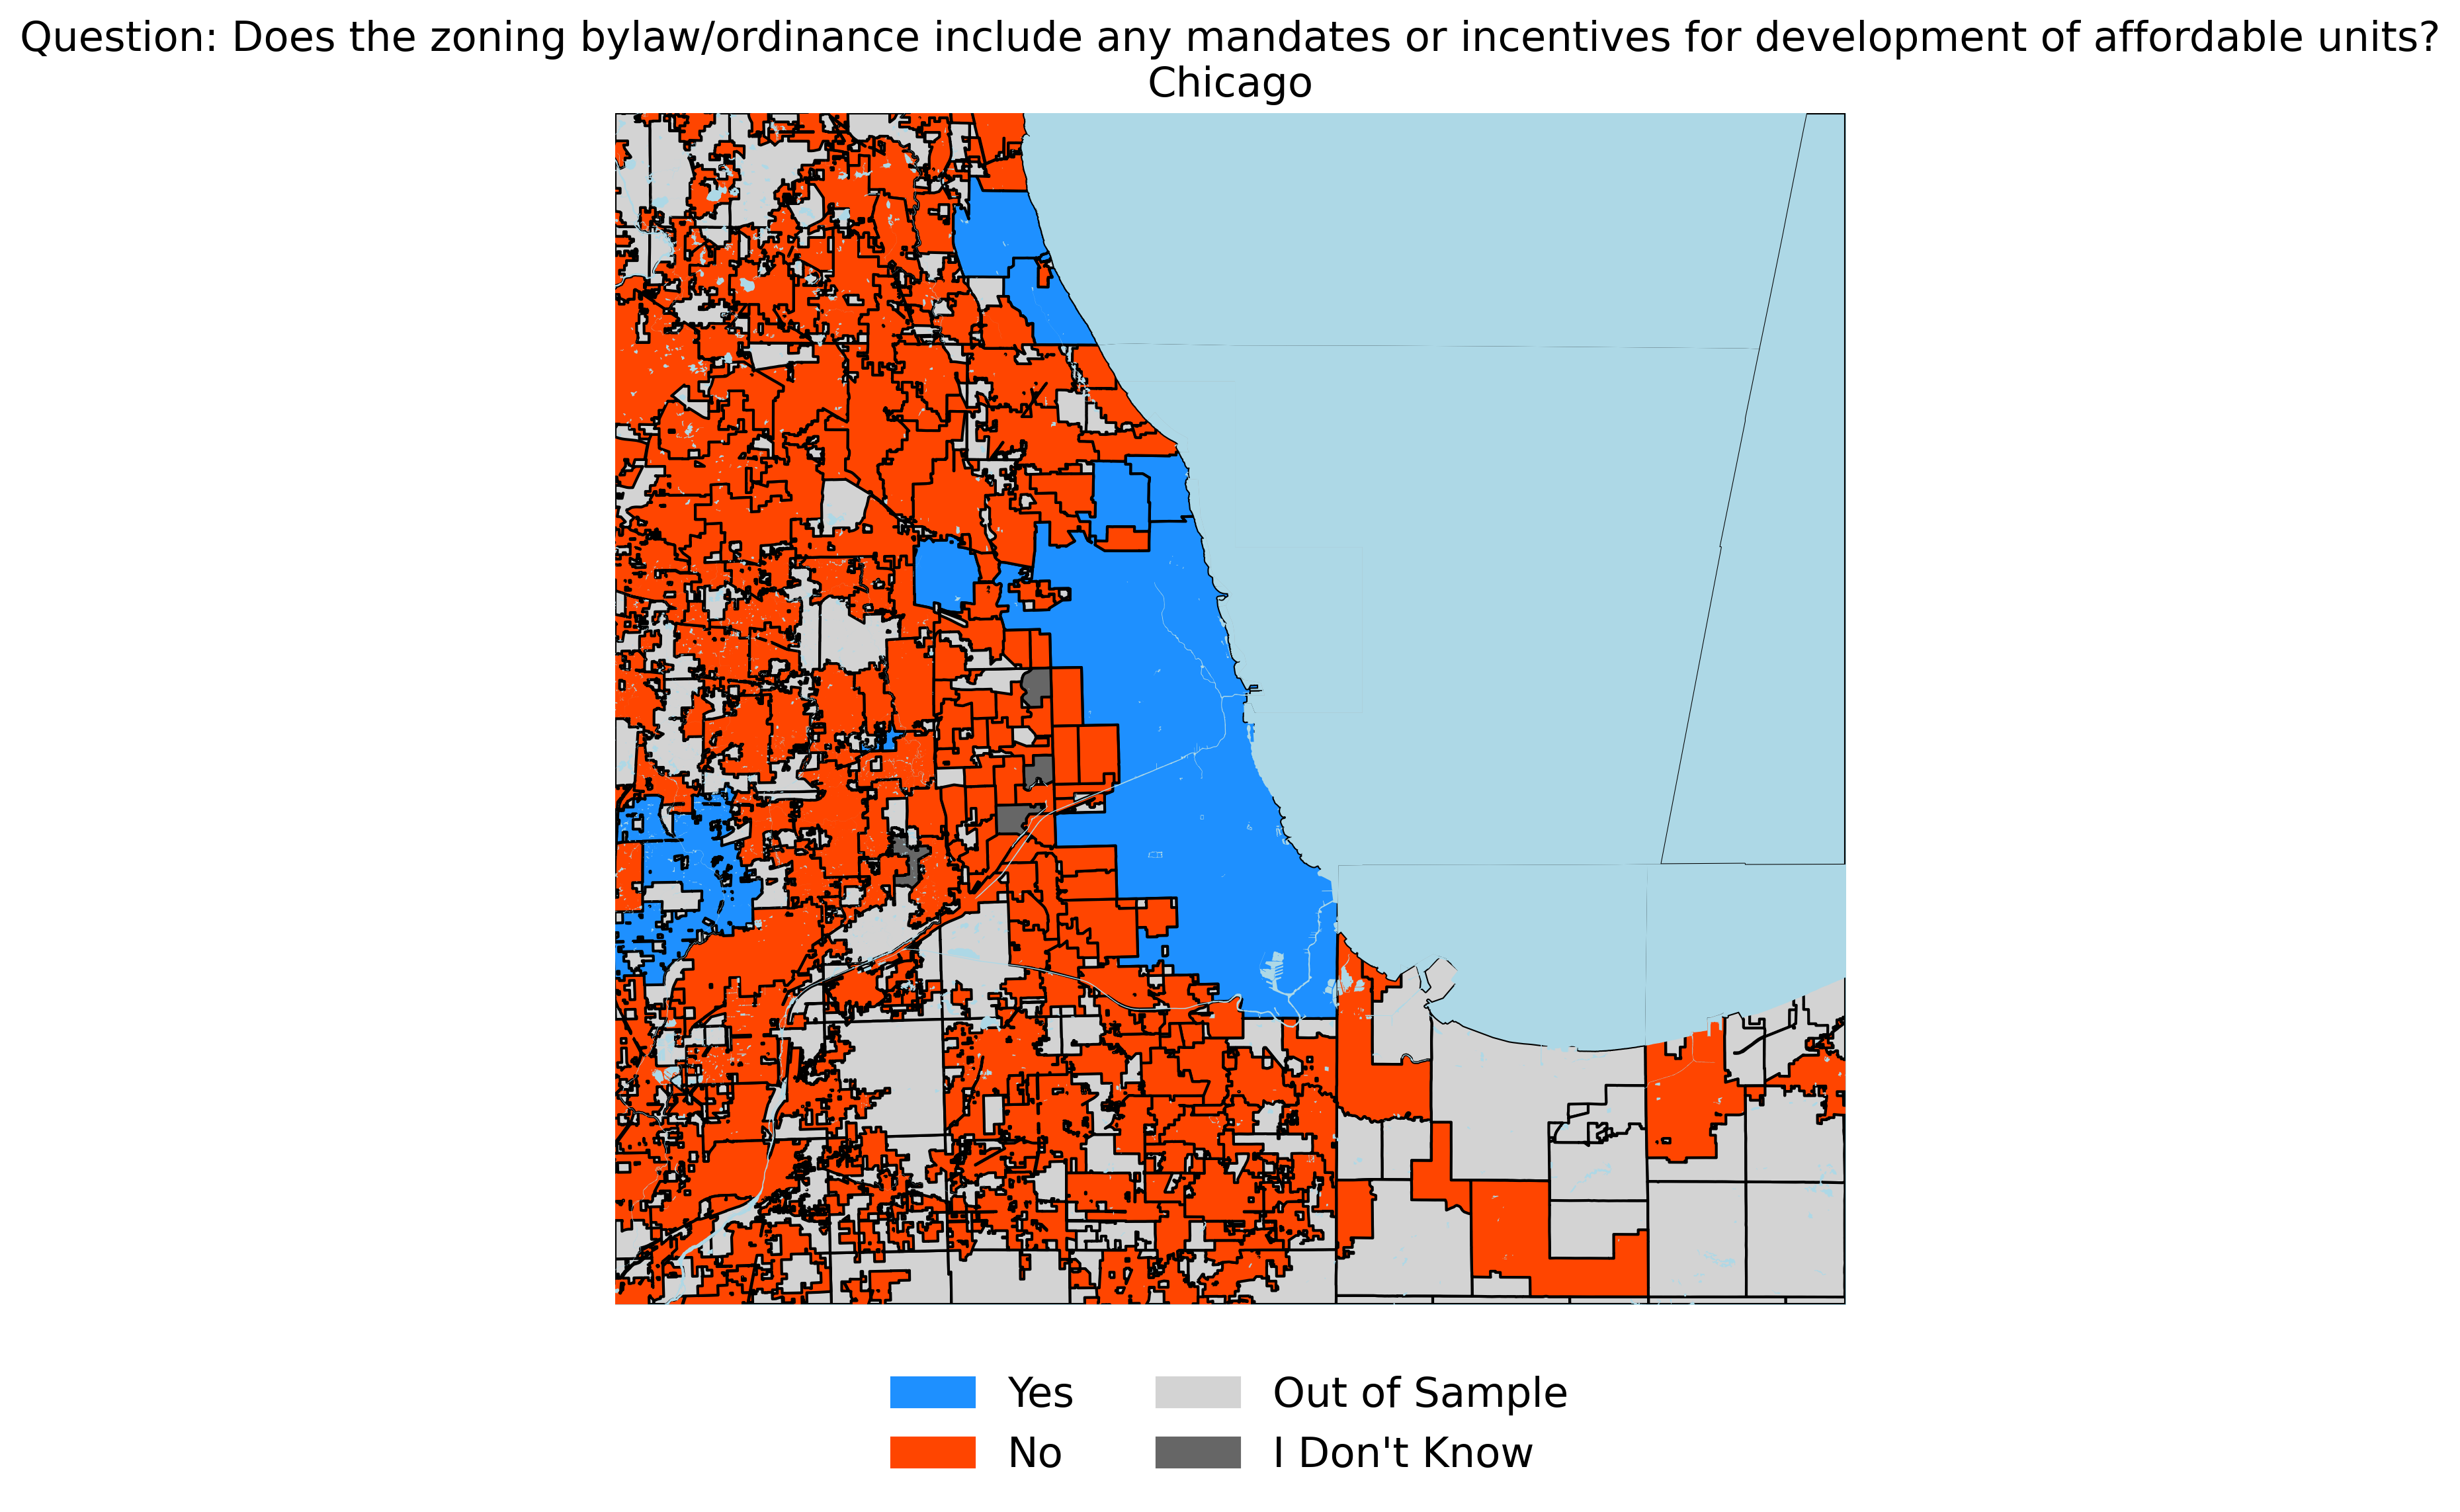 Question: Does the zoning bylaw/ordinance include any mandates or incentives for development of affordable units?
Chicago
Yes
Out of Sample
No
I Don't Know